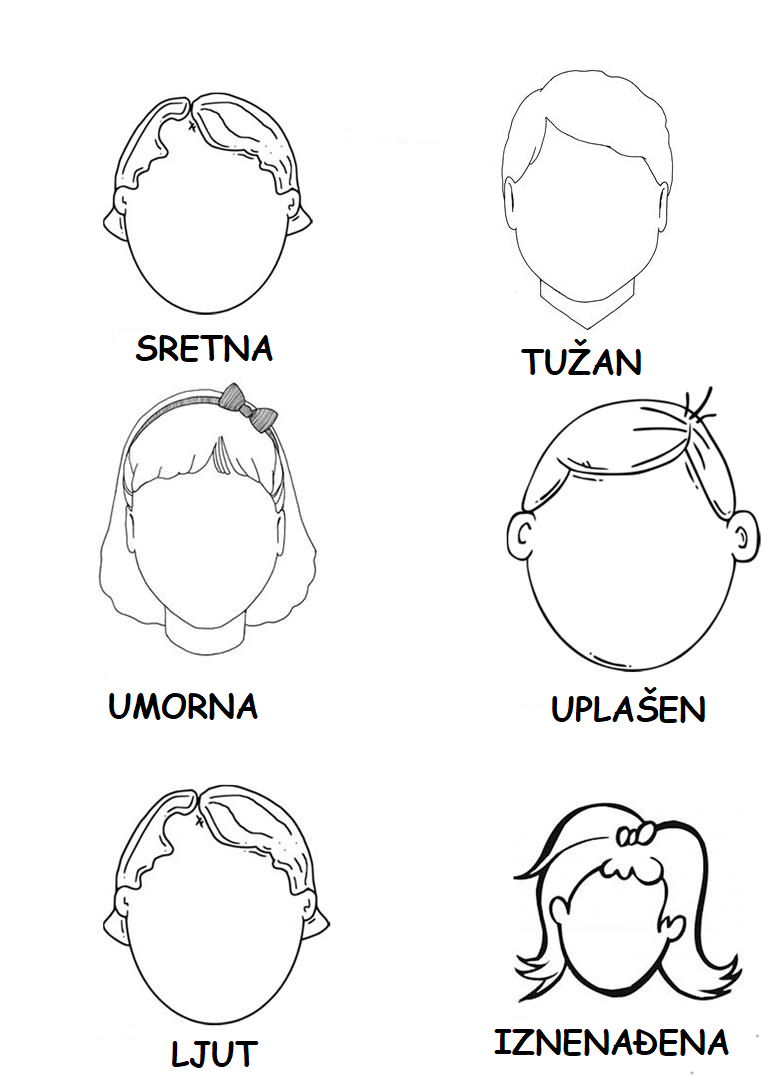 SRETNA
TUŽAN
UMORNA
UPLAŠEN
LJUT
IZNENAĐENA